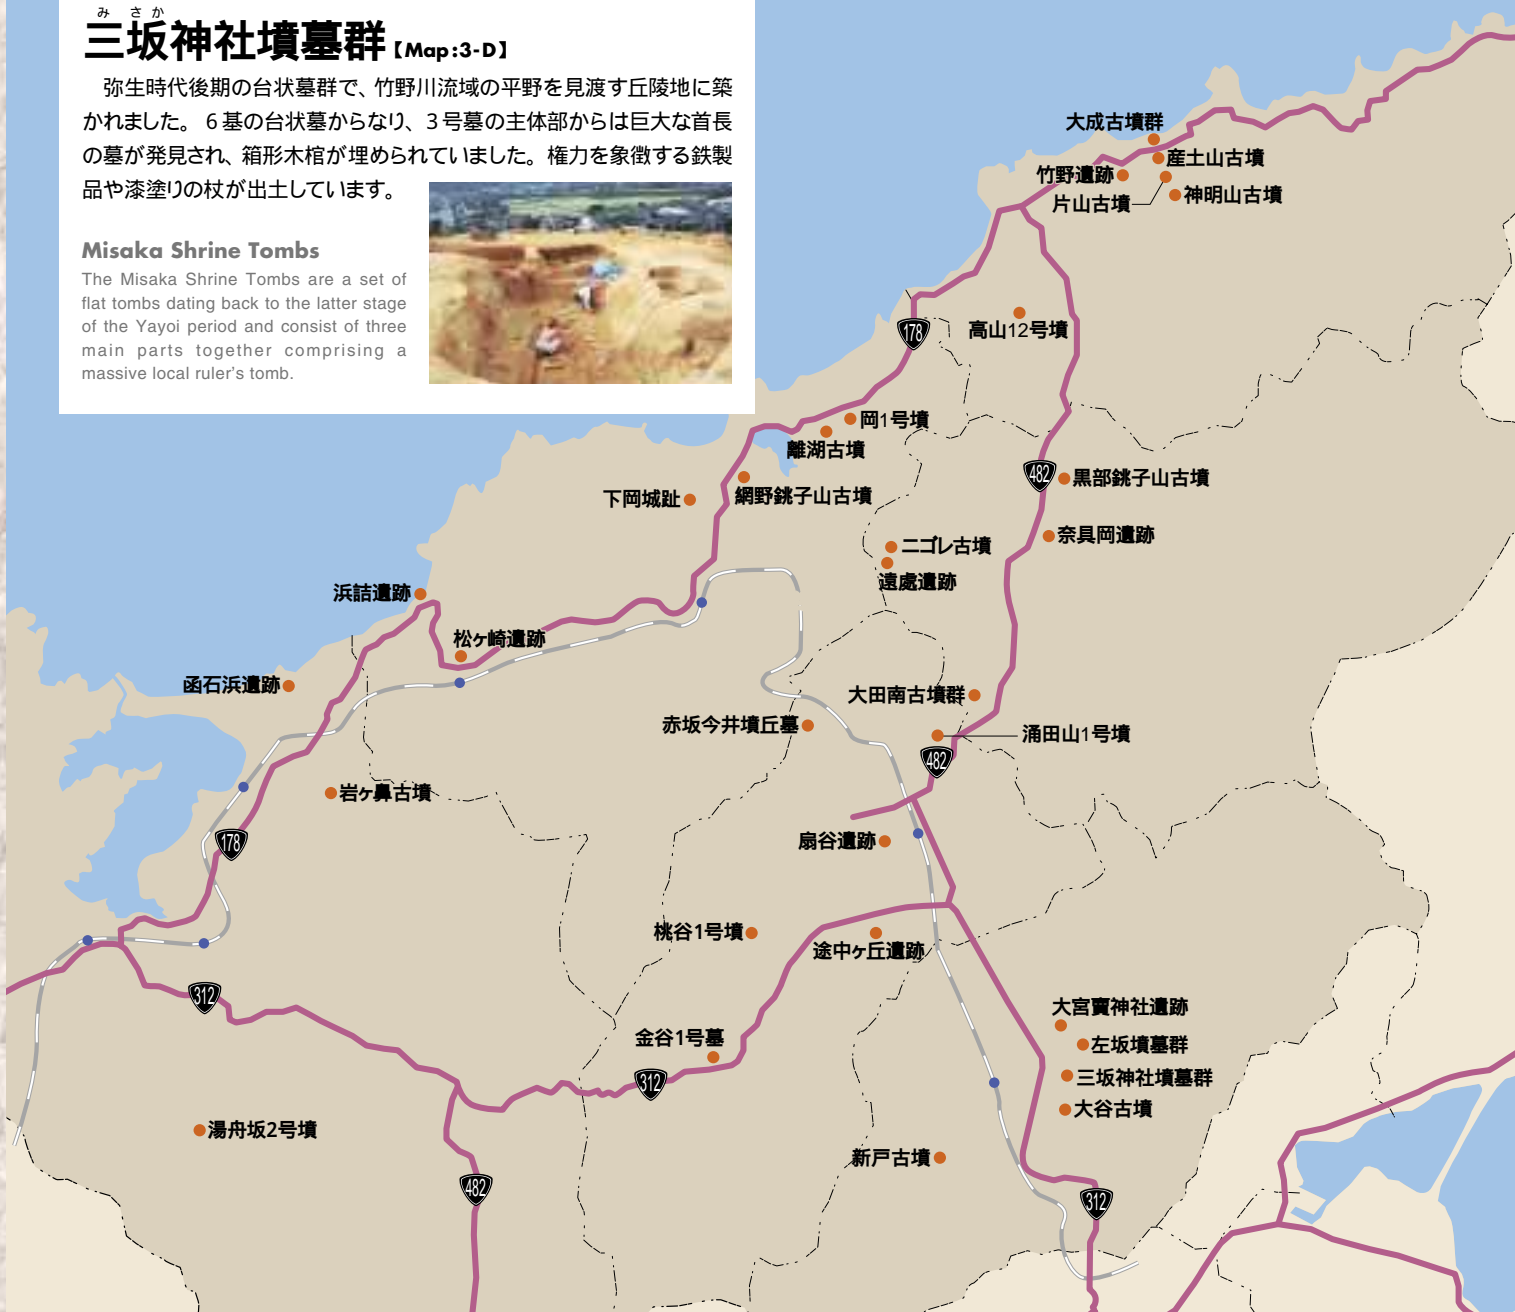 みさか
三坂神社墳墓群【Map:3-D】
弥生時代後期の台状墓群で、竹野川流域の平野を見渡す丘陵地に築
かれました。６基の台状墓からなり、３号墓の主体部からは巨大な首長
の墓が発見され、箱形木棺が埋められていました。権力を象徴する鉄製
品や漆塗りの杖が出土しています。
Misaka Shrine Tombs
The Misaka Shrine Tombs are a set of
flat tombs dating back to the latter stage
of the Yayoi period and consist of three
main parts together comprising a
massive local ruler's tomb.
大成古墳群
産土山古墳
竹野遺跡
神明山古墳
片山古墳
178
高山12号墳
岡1号墳
離湖古墳
482
黒部銚子山古墳
網野銚子山古墳
下岡城趾
奈具岡遺跡
ニゴレ古墳
遠處遺跡
浜詰遺跡
松ヶ崎遺跡
函石浜遺跡
大田南古墳群
赤坂今井墳丘墓
涌田山1号墳
482
岩ヶ鼻古墳
178
扇谷遺跡
桃谷1号墳
途中ヶ丘遺跡
312
大宮賣神社遺跡
金谷1号墓
左坂墳墓群
312
三坂神社墳墓群
大谷古墳
湯舟坂2号墳
新戸古墳
482
312